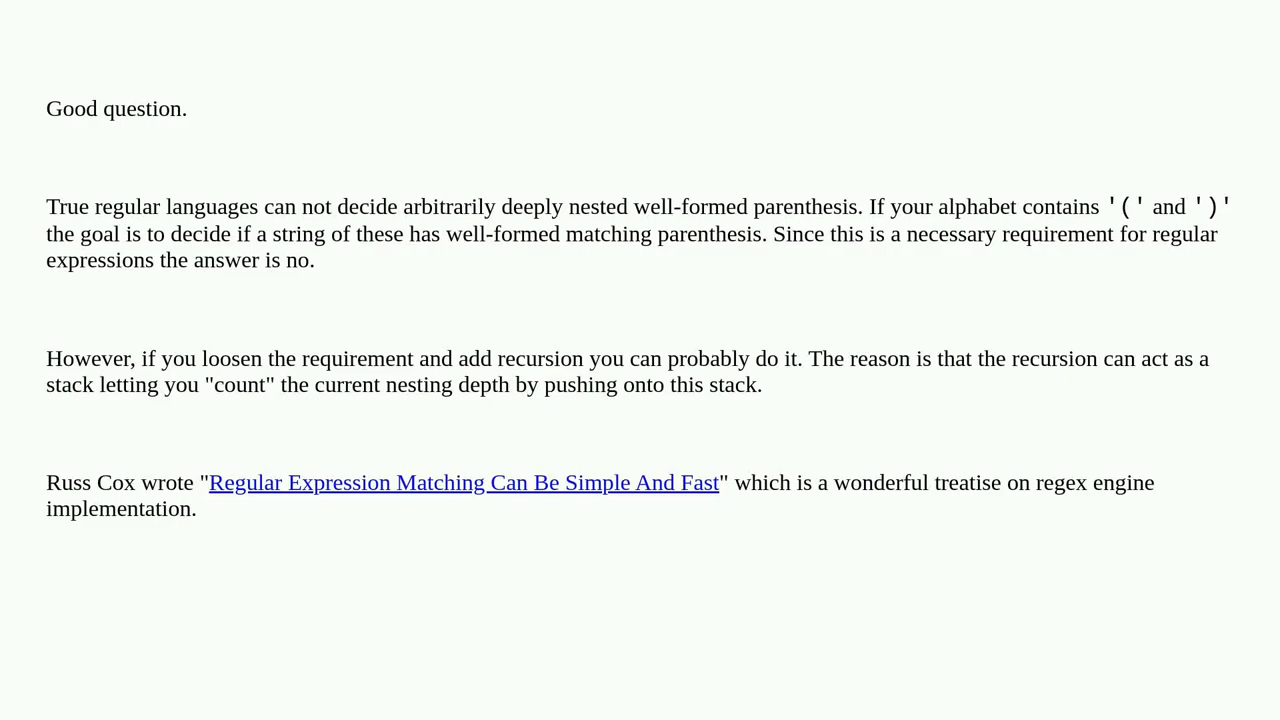 Good question.
True regular languages can not decide arbitrarily deeply nested well-formed parenthesis. If your alphabet contains '(' and ')'
the goal is to decide if a string of these has well-formed matching parenthesis. Since this is a necessary requirement for regular
expressions the answer is no.
However, if you loosen the requirement and add recursion you can probably do it. The reason is that the recursion can act as a
stack letting you "count" the current nesting depth by pushing onto this stack.
Russ Cox wrote "Regular Expression Matching Can Be Simple And Fast" which is a wonderful treatise on regex engine
implementation.